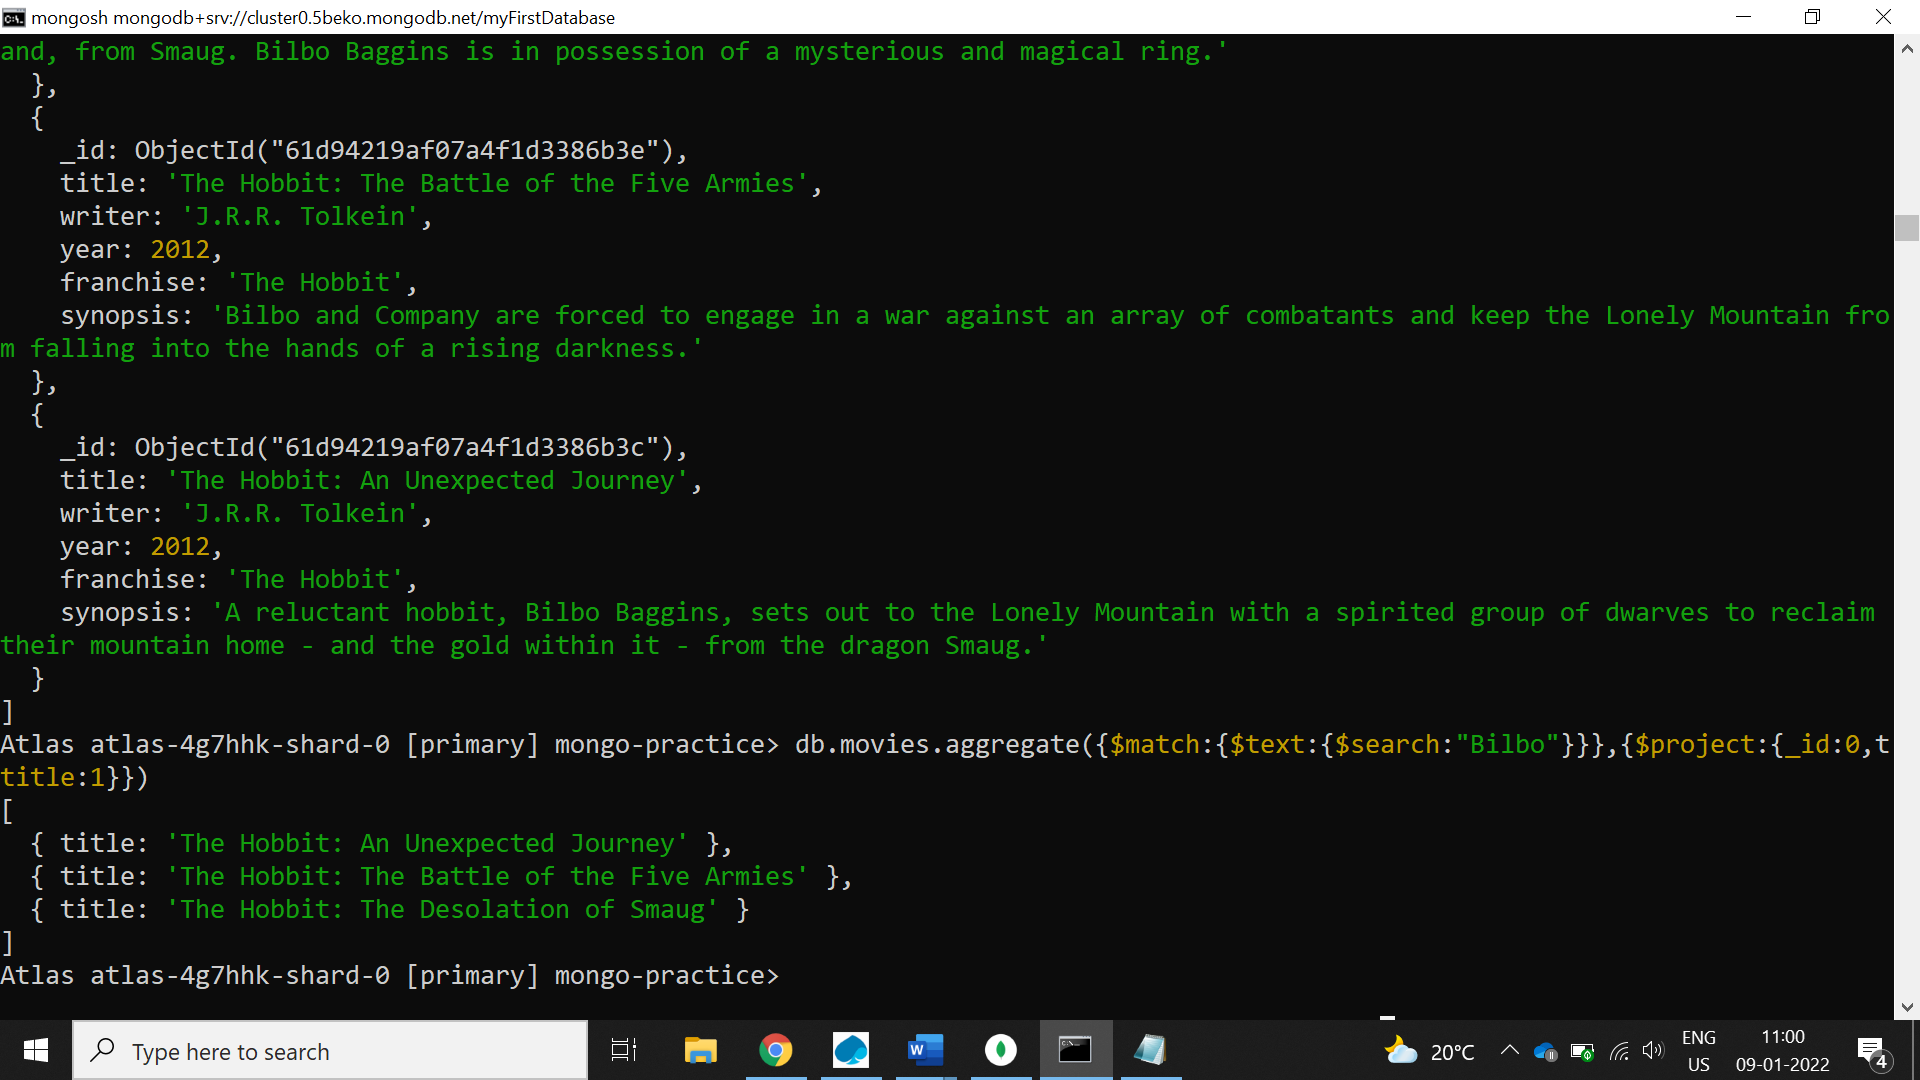 mongosh mongodb+srv://cluster0.5beko.mongodb.net/myFirstDatabase
and, from Smaug. Bilbo Baggins is in possession of a mysterious and magical ring.'
  },
  {
    _id: ObjectId("61d94219af07a4f1d3386b3e"),
    title: 'The Hobbit: The Battle of the Five Armies',
    writer: 'J.R.R. Tolkein',
    year: 2012,
    franchise: 'The Hobbit',
    synopsis: 'Bilbo and Company are forced to engage in a war against an array of combatants and keep the Lonely Mountain fro
m falling into the hands of a rising darkness.'
  },
  {
    _id: ObjectId("61d94219af07a4f1d3386b3c"),
    title: 'The Hobbit: An Unexpected Journey',
    writer: 'J.R.R. Tolkein',
    year: 2012,
    franchise: 'The Hobbit',
    synopsis: 'A reluctant hobbit, Bilbo Baggins, sets out to the Lonely Mountain with a spirited group of dwarves to reclaim
their mountain home - and the gold within it - from the dragon Smaug.'
  }
]
Atlas atlas-4g7hhk-shard-0 [primary] mongo-practice> db.movies.aggregate({$match:{$text:{$search:"Bilbo"}}},{$project:{_id:0,t
title:1}})
[
  { title: 'The Hobbit: An Unexpected Journey' },
  { title: 'The Hobbit: The Battle of the Five Armies' },
  { title: 'The Hobbit: The Desolation of Smaug' }
]
Atlas atlas-4g7hhk-shard-0 [primary] mongo-practice>
Type here to search
20°C
ENG
US
11:00
09-01-2022
4